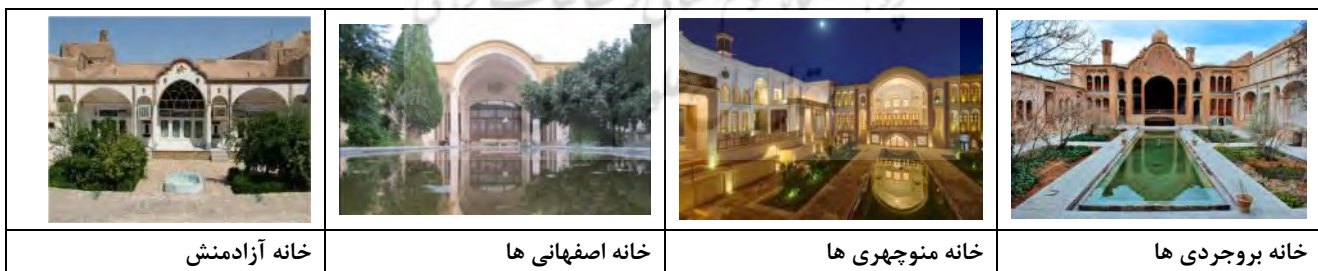 خانه بروجردی ها
خانه منوچهری ها
خانه اصفهانی ها
خانه آزادمنش